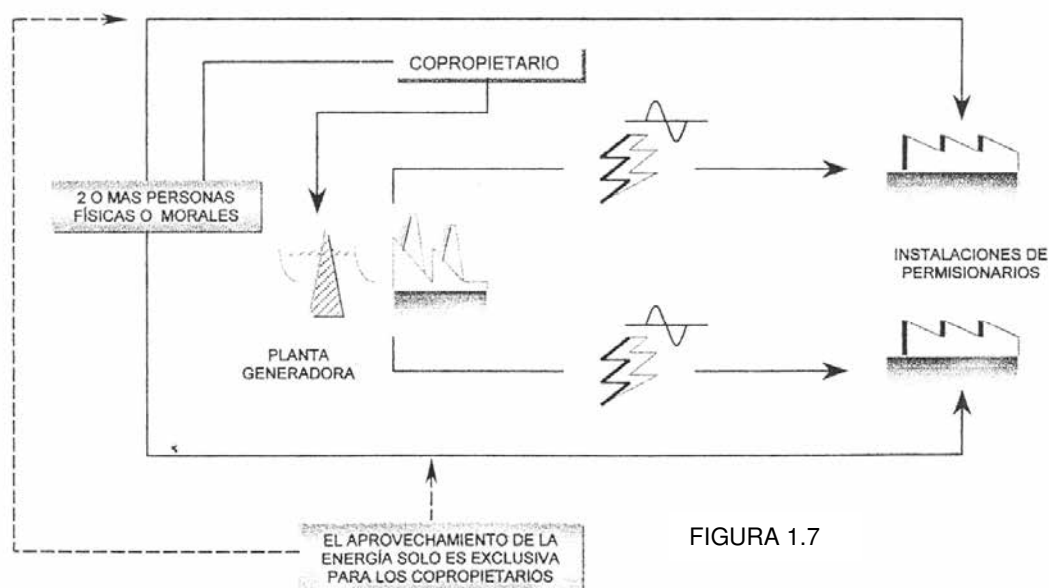 COPROPIETARIO
2 O MAS PERSONAS
FÍSICAS O MORALES
INSTALACIONES DE
PERMISIONARIOS
PLANTA
GENERADORA
EL APROVECHAMIENTO DE LA
ENERGÍA SOLO ES EXCLUSIVA
PARA LOS COPROPIETARIOS
FIGURA 1.7